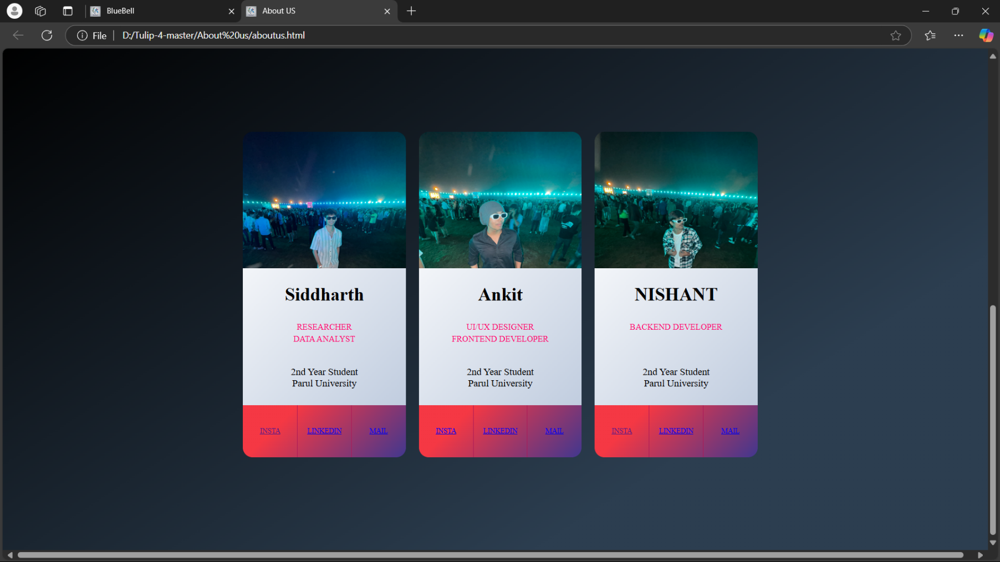 BlueBell
About US
File
D:/Tulip-4-master/About%20us/aboutus.html
Siddharth
RESEARCHER
DATA ANALYST
2nd Year Student
Parul University
INSTA
LINKEDIN
MAIL
Ankit
UI/UX DESIGNER
FRONTEND DEVELOPER
2nd Year Student
Parul University
INSTA
LINKEDIN
MAIL
NISHANT
BACKEND DEVELOPER
2nd Year Student
Parul University
INSTA
LINKEDIN
MAIL